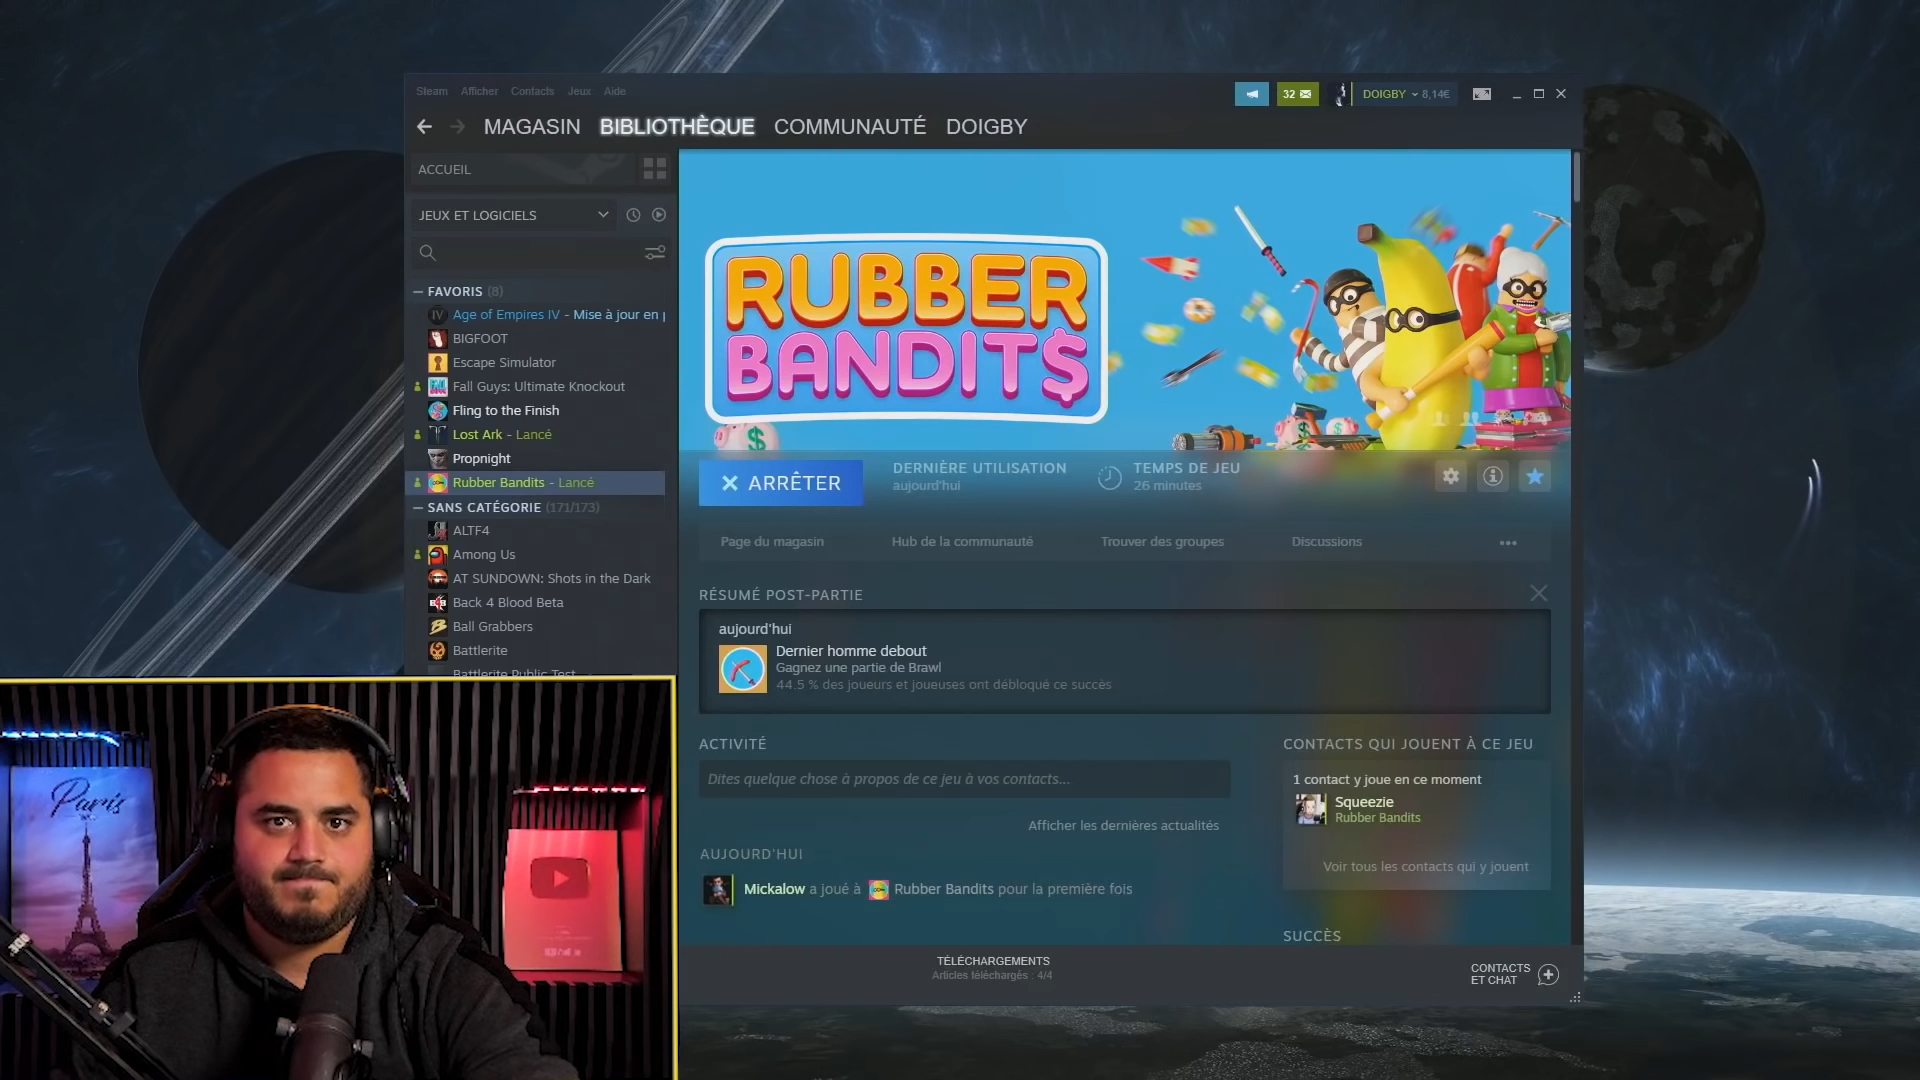 Steam Afficher Contacts Jeux Aide
32
DOIGBY 8,14€
MAGASIN BIBLIOTHÈQUE COMMUNAUTÉ DOIGBY
ACCUEIL
JEUX ET LOGICIELS
— FAVORIS (8)
Age of Empires IV - Mise à jour en p
BIGFOOT
Escape Simulator
Fall Guys: Ultimate Knockout
Fling to the Finish
Lost Ark - Lancé
Propnight
Rubber Bandits - Lancé
— SANS CATÉGORIE (171/173)
ALTF4
Among Us
AT SUNDOWN: Shots in the Dark
Back 4 Blood Beta
Ball Grabbers
Battlerite
Battlerite Public Test
RUBBER
BANDIT$
ARRÊTER
DERNIÈRE UTILISATION
aujourd'hui
TEMPS DE JEU
26 minutes
Page du magasin Hub de la communauté Trouver des groupes Discussions
RÉSUMÉ POST-PARTIE
aujourd'hui
Dernier homme debout
Gagnez une partie de Brawl
44.5 % des joueurs et joueuses ont débloqué ce succès
ACTIVITÉ
Dites quelque chose à propos de ce jeu à vos contacts...
Afficher les dernières actualités
AUJOURD'HUI
Mickalow a joué à Rubber Bandits pour la première fois
CONTACTS QUI JOUENT À CE JEU
1 contact y joue en ce moment
Squeezie
Rubber Bandits
Voir tous les contacts qui y jouent
SUCCÈS
TÉLÉCHARGEMENTS
Articles téléchargés : 4/4
CONTACTS
ET CHAT
Paris